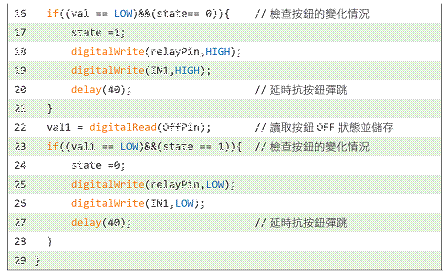 16 if((val == LOW)&&(state== 0)){ // 檢查按鈕的變化情況
17 state =1;
18 digitalWrite(relayPin,HIGH);
19 digitalWrite(IN1,HIGH);
20 delay(40); // 延時抗按鈕彈跳
21 }
22 val1 = digitalRead(OffPin); // 讀取按鈕 OFF 狀態並儲存
23 if((val1 == LOW)&&(state == 1)){ // 檢查按鈕的變化情況
24 state =0;
25 digitalWrite(relayPin,LOW);
26 digitalWrite(IN1,LOW;;
27 delay(40); // 延時抗按鈕彈跳
28 }
29 }